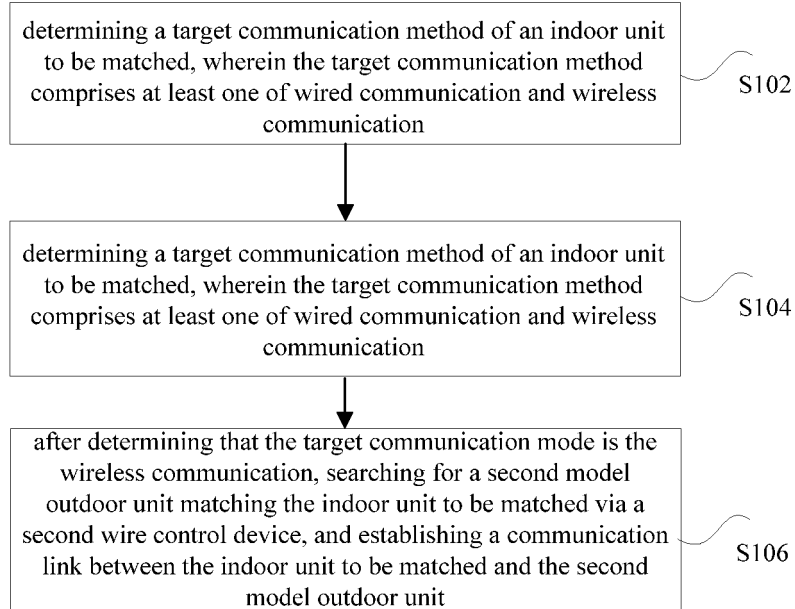 determining a target communication method of an indoor unit
to be matched, wherein the target communication method
comprises at least one of wired communication and wireless
communication
S102
determining a target communication method of an indoor unit
to be matched, wherein the target communication method
comprises at least one of wired communication and wireless
communication
S104
after determining that the target communication mode is the
wireless communication, searching for a second model
outdoor unit matching the indoor unit to be matched via a
second wire control device, and establishing a communication
link between the indoor unit to be matched and the second
model outdoor unit
S106